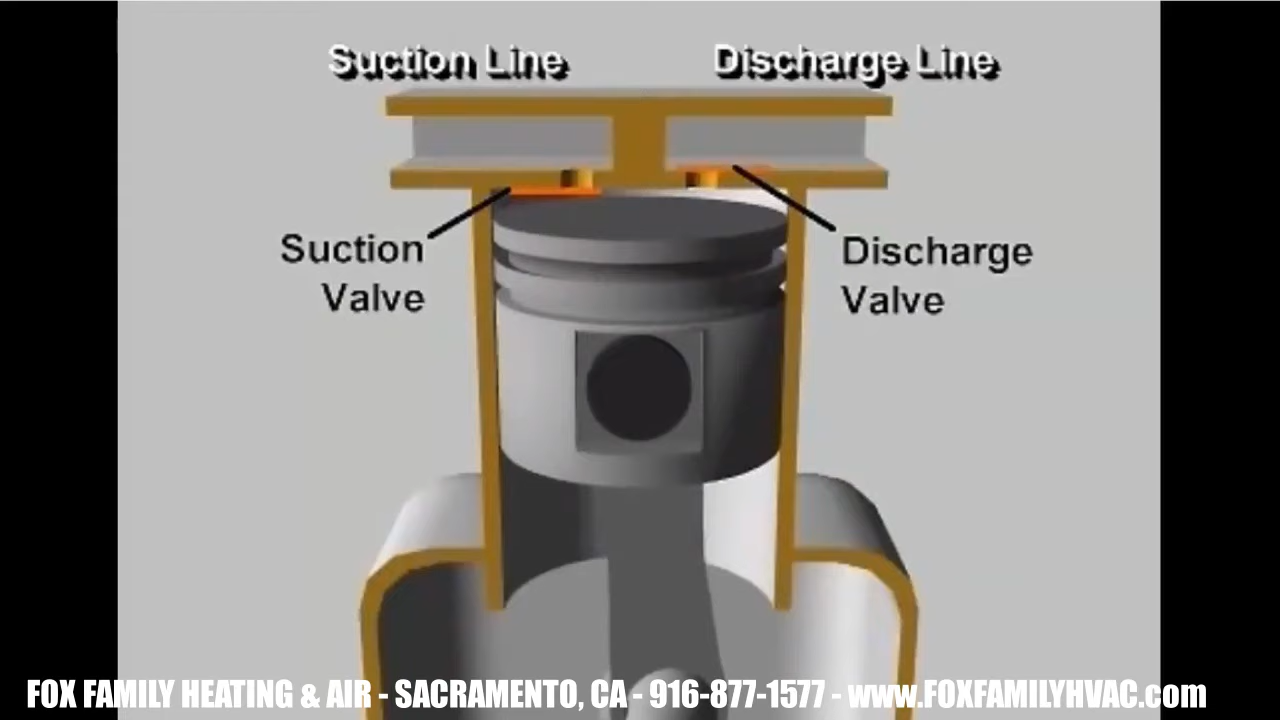 Suction Line
Discharge Line
Suction
Valve
Discharge
Valve
FOX FAMILY HEATING & AIR - SACRAMENTO, CA - 916-877-1577 - www.FOXFAMILYHVAC.com